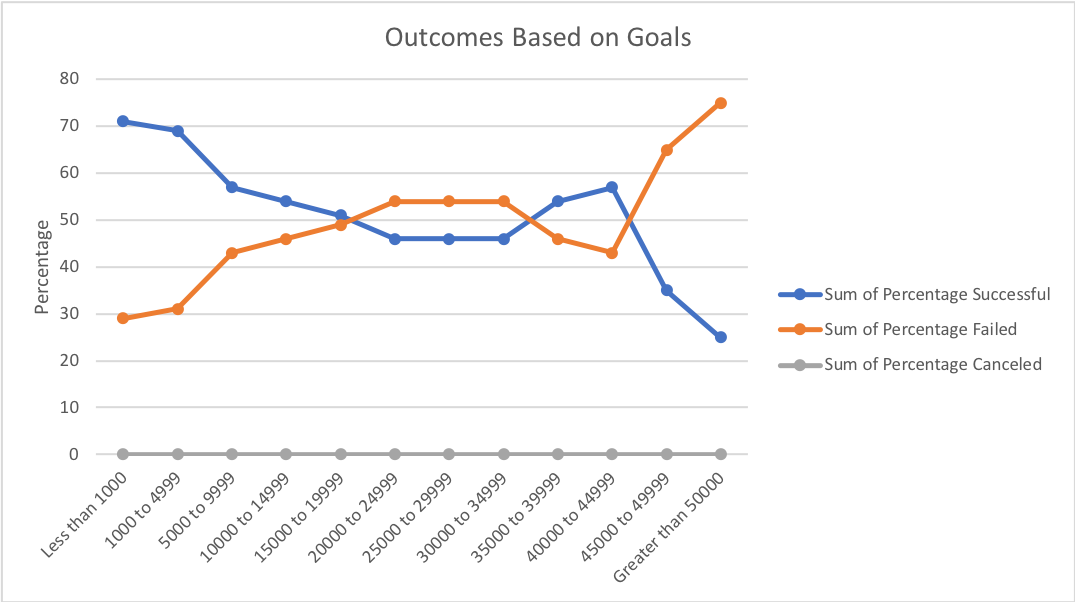 Outcomes Based on Goals
Percentage
80
70
60
50
40
30
20
10
0
Less than 1000
1000 to 4999
5000 to 9999
10000 to 14999
15000 to 19999
20000 to 24999
25000 to 29999
30000 to 34999
35000 to 39999
40000 to 44999
45000 to 49999
Greater than 50000
Sum of Percentage Successful
Sum of Percentage Failed
Sum of Percentage Canceled